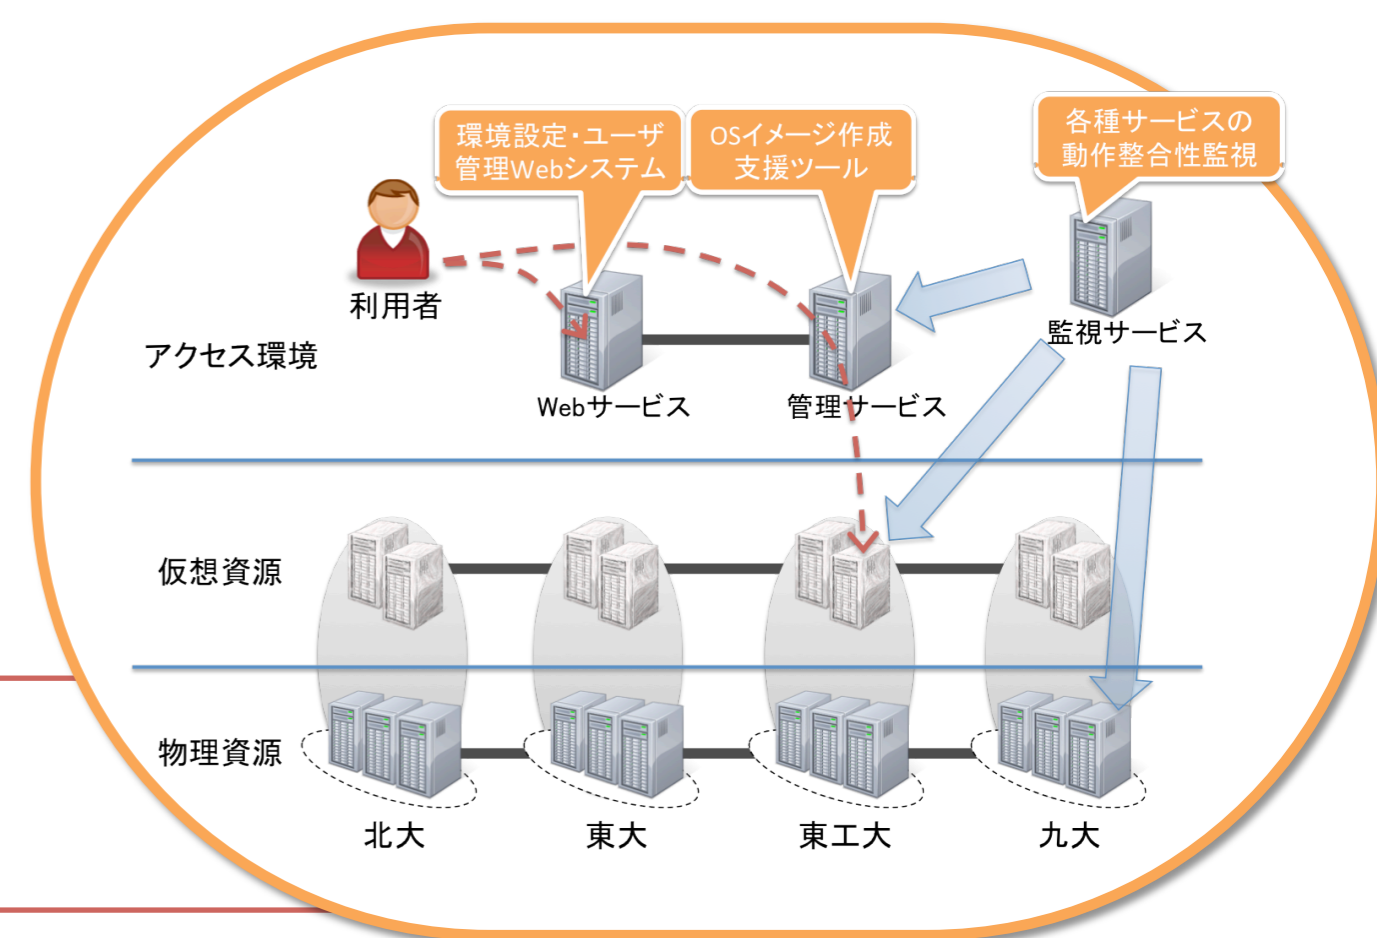 環境設定・ユーザ
管理Webシステム
OSイメージ作成
支援ツール
各種サービスの
動作整合性監視
利用者
監視サービス
アクセス環境
Webサービス
管理サービス
仮想資源
物理資源
北大
東大
東工大
九大